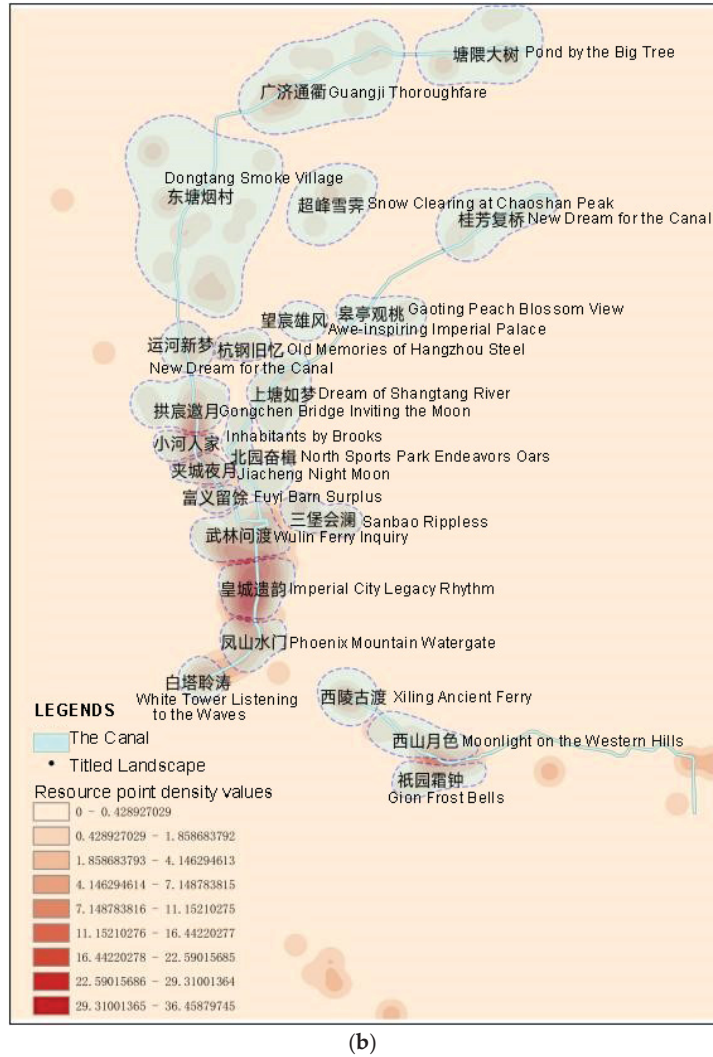 塘隈大树 Pond by the Big Tree
广济通衢 Guangji Thoroughfare
Dongtang Smoke Village
东塘烟村
超峰雪霁 Snow Clearing at Chaoshan Peak
桂芳复桥 New Dream for the Canal
皋亭观桃 Gaoting Peach Blossom View
望宸雄风 Awe-inspiring Imperial Palace
运河新梦
New Dream for the Canal
杭钢旧忆 Old Memories of Hangzhou Steel
上塘如梦 Dream of Shangtang River
拱宸邀月 Gongchen Bridge Inviting the Moon
小河人家 Inhabitants by Brooks
北园奋楫 North Sports Park Endeavors Oars
夹城夜月 Jiacheng Night Moon
富义留馀 Fuyi Barn Surplus
三堡会澜 Sanbao Rippless
武林问渡 Wulin Ferry Inquiry
皇城遗韵 Imperial City Legacy Rhythm
凤山水门 Phoenix Mountain Watergate
白塔聆涛
White Tower Listening
to the Waves
西陵古渡 Xiling Ancient Ferry
西山月色 Moonlight on the Western Hills
祇园霜钟
Gion Frost Bells
LEGENDS
The Canal
Titled Landscape
Resource point density values
0 - 0.428927029
0.428927029 - 1.858683792
1.858683793 - 4.146294613
4.146294614 - 7.148783815
7.148783816 - 11.15210275
11.15210276 - 16.44220277
16.44220278 - 22.59015685
22.59015686 - 29.31001364
29.31001365 - 36.45879745
(b)